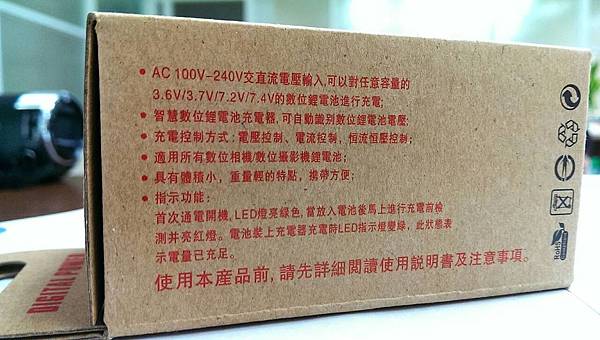 • AC 100V-240V交直流電壓輸入,可以對任意容的
3.6V/3.7V/7.2V/7.4V的數位鋰電池進行充電;
• 智慧數位鋰電池充電器,可自動識別數位鋰電池電壓;
• 充電控制方式:電壓控制、電流控制,恒流恒壓控制;
• 適用所有數位相機/數位攝影機鋰電池;
• 具有體積小,重量輕的特點,攜帶方便;
• 指示功能:
首次通電開機,LED燈亮綠色,當放入電池後馬上進行充電前檢
測并亮紅燈。電池裝上充電器充電時LED指示燈變綠,此狀態表
示電量已充足。
使用本產品前,請先詳細閱讀使用說明書及注意事項。
RoHS
DIGITAL POWER